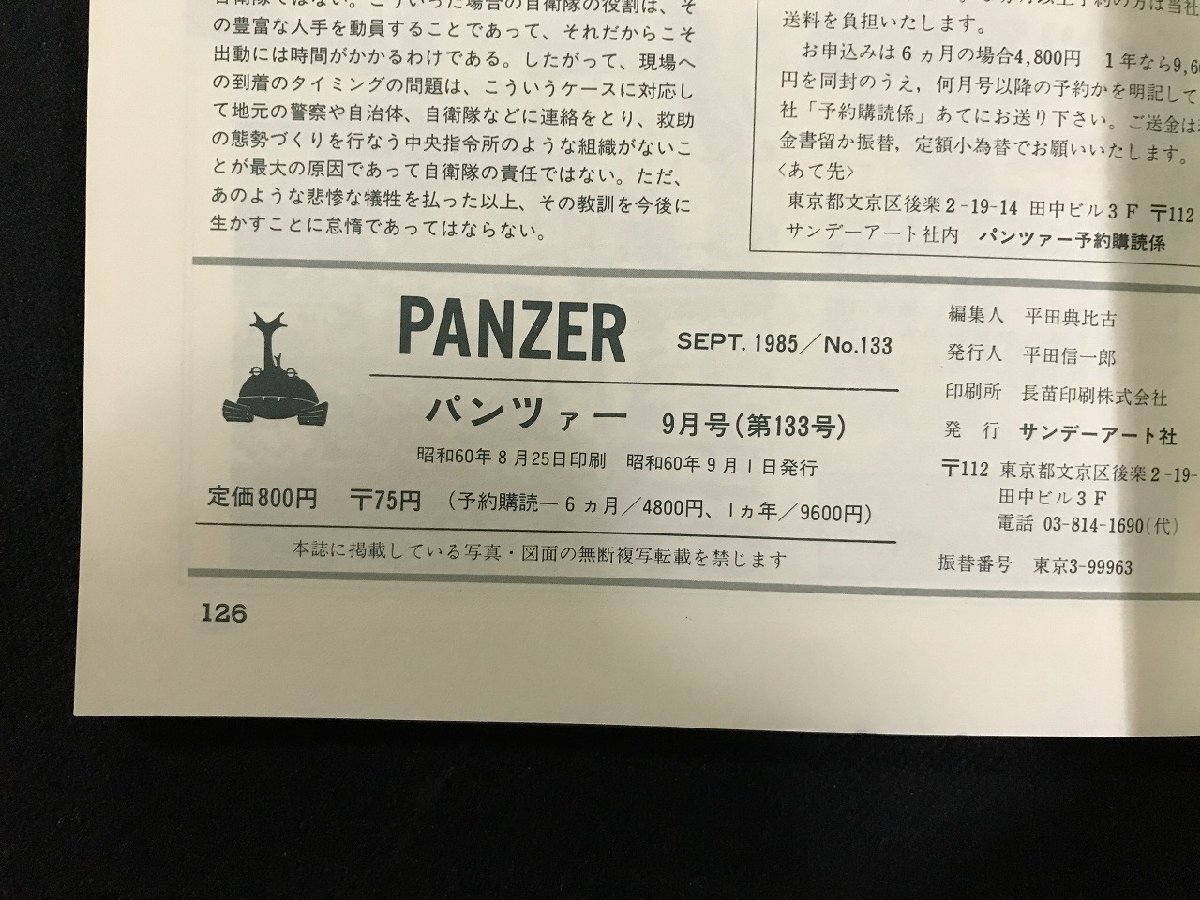 自衛隊ではない。こういった場合の自衛隊の役割は、そ
の豊富な人手を動員することであって、それだからこそ
出動には時間がかかるわけである。したがって、現場へ
の到着のタイミングの問題は、こういうケースに対応し
て地元の警察や自治体、自衛隊などに連絡をとり、救助
の態勢づくりを行なう中央指令所のような組織がないこ
とが最大の原因であって自衛隊の責任ではない。ただ、
あのような悲惨な犠牲を払った以上、その教訓を今後に
生かすことに怠惰であってはならない。
送料を負担いたします。
お申込みは6ヵ月の場合4,800円 1年なら9,6
円を同封のうえ，何月号以降の予約かを明記して
社「予約購読係」あてにお送り下さい。ご送金は
金書留か振替，定額小為替でお願いいたします。
〈あて先〉
東京都文京区後楽2-19-14 田中ビル3F 〒112
サンデーアート社内 パンツァー予約購読係
PANZER SEPT. 1985／No.133
パンツァー 9月号(第133号)
昭和60年8月25日印刷 昭和60年9月1日発行
定価800円 〒75円 (予約購読―6ヵ月／4800円、1ヵ年／9600円)
本誌に掲載している写真・図面の無断複写転載を禁じます
編集人 平田典比古
発行人 平田信一郎
印刷所 長苗印刷株式会社
発行 サンデーアート社
〒112 東京都文京区後楽2-19-
田中ビル3F
電話 03-814-1690(代)
振替番号 東京3-99963
126